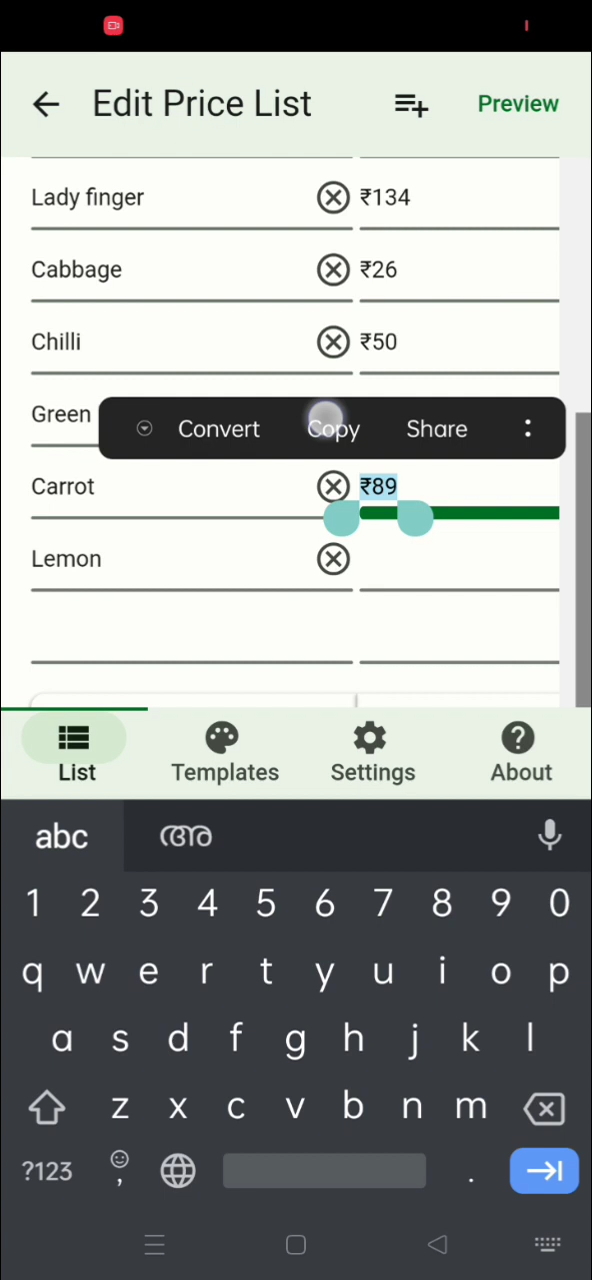 Edit Price List Preview
Lady finger ₹134
Cabbage ₹26
Chilli ₹50
Green
Convert Copy Share
Carrot ₹89
Lemon
List Templates Settings About
abc അ
1 2 3 4 5 6 7 8 9 0
q w e r t y u i o p
a s d f g h j k l
z x c v b n m
?123 , .